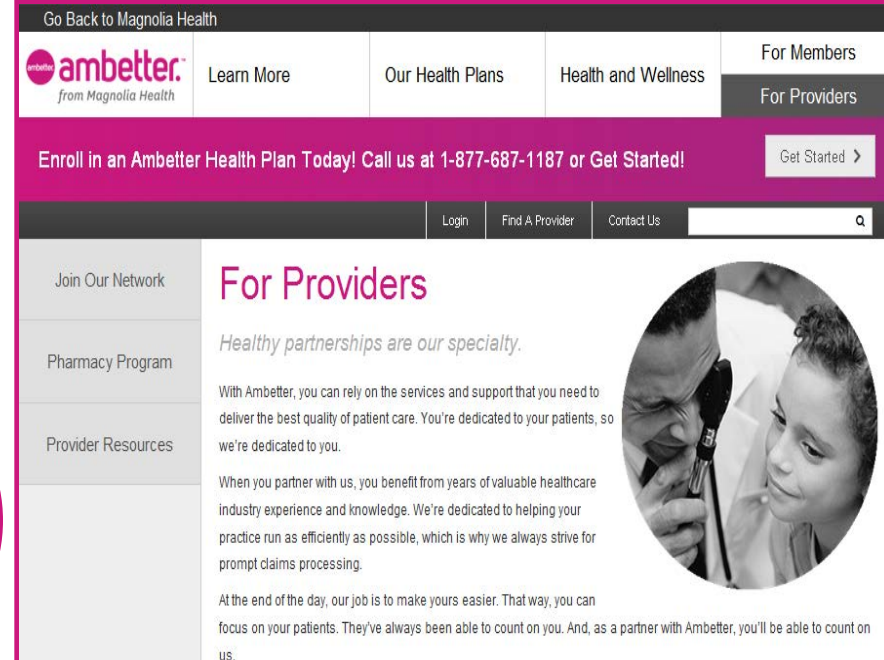 Go Back to Magnolia Health
ambetter.
from Magnolia Health
Learn More
Our Health Plans
Health and Wellness
For Members
For Providers
Enroll in an Ambetter Health Plan Today! Call us at 1-877-687-1187 or Get Started!
Get Started >
Login
Find A Provider
Contact Us
Join Our Network
Pharmacy Program
Provider Resources
For Providers
Healthy partnerships are our specialty.
With Ambetter, you can rely on the services and support that you need to
deliver the best quality of patient care. You're dedicated to your patients, so
we're dedicated to you.
When you partner with us, you benefit from years of valuable healthcare
industry experience and knowledge. We're dedicated to helping your
practice run as efficiently as possible, which is why we always strive for
prompt claims processing.
At the end of the day, our job is to make yours easier. That way, you can
focus on your patients. They've always been able to count on you. And, as a partner with Ambetter, you'll be able to count on
us.